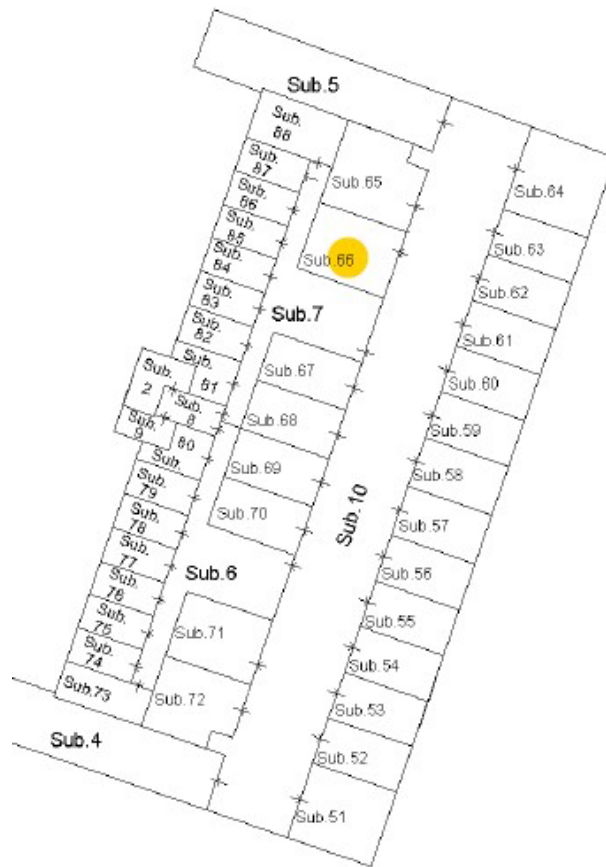 Sub.5
Sub.
88
Sub.
87
Sub.65
Sub.
86
Sub.64
Sub.
85
Sub.66
Sub.63
Sub.
84
Sub.62
Sub.
83
Sub.7
Sub.61
Sub.
82
Sub.67
Sub.60
Sub.
81
Sub.
2
Sub.
8
Sub.68
Sub.59
Sub.
9
80
Sub.
Sub.69
Sub.58
Sub.
79
Sub.70
Sub.10
Sub.57
Sub.
78
Sub.
77
Sub.6
Sub.56
Sub.
76
Sub.55
Sub.
75
Sub.71
Sub.54
Sub.
74
Sub.73
Sub.72
Sub.53
Sub.4
Sub.52
Sub.51